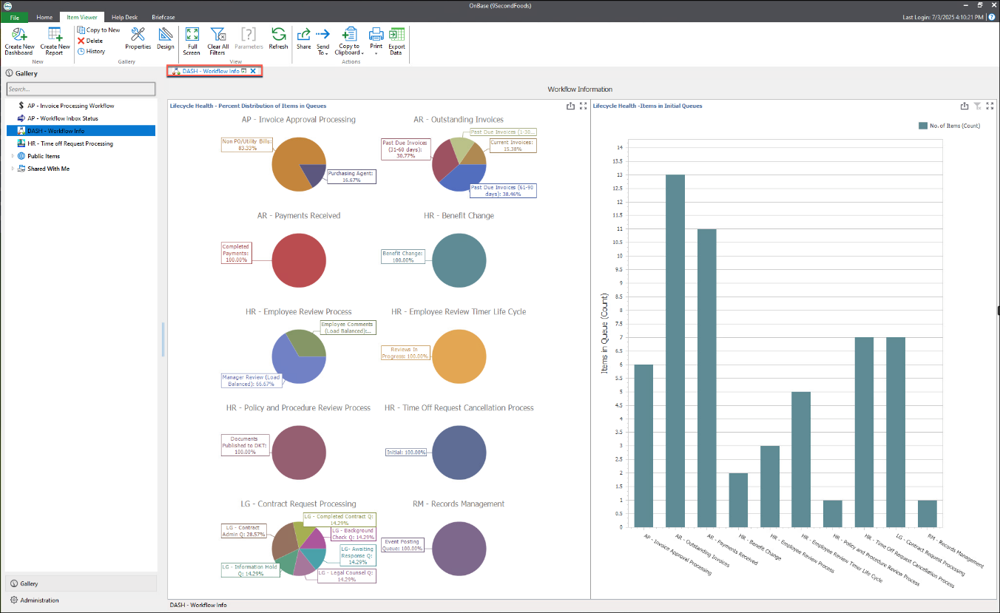 OnBase (9SecondFoods)
File
Home
Item Viewer
Help Desk
Briefcase
Last Login: 7/3/2025 4:10:21 PM
Create New
Dashboard
Create New
Report
Copy to New
Delete
History
Properties
Design
Full
Screen
Clear All
Filters
Parameters
Refresh
Share
Send
To
Copy to
Clipboard
Print
Export
Data
New
Gallery
View
Actions
Gallery
Search...
AP - Invoice Processing Workflow
AP - Workflow Inbox Status
DASH - Workflow Info
HR - Time off Request Processing
Public Items
Shared With Me
Gallery
Administration
DASH - Workflow Info
Workflow Information
Lifecycle Health - Percent Distribution of Items in Queues
AP - Invoice Approval Processing
Non PO/Utility Bills:
83.33%
Purchasing Agent:
16.67%
AR - Outstanding Invoices
Past Due Invoices (1-30...
Past Due Invoices
(31-60 days):
30.77%
Current Invoices:
15.38%
Past Due Invoices (61-90
days): 38.46%
AR - Payments Received
Completed
Payments:
100.00%
HR - Benefit Change
Benefit Change:
100.00%
HR - Employee Review Process
Employee Comments
(Load Balanced):...
Manager Review (Load
Balanced): 66.67%
HR - Employee Review Timer Life Cycle
Reviews In
Progress: 100.00%
HR - Policy and Procedure Review Process
Documents
Published to DKT:
100.00%
HR - Time Off Request Cancellation Process
Initial: 100.00%
LG - Contract Request Processing
LG - Completed Contract Q:
14.29%
LG - Contract
Admin Q: 28.57%
LG - Background
Check Q: 14.29%
LG- Awaiting
Response Q:
14.29%
LG - Information Hold
Q: 14.29%
LG - Legal Counsel Q:
14.29%
RM - Records Management
Event Posting
Queue: 100.00%
Lifecycle Health -Items in Initial Queues
No. of Items (Count)
Items in Queue (Count)
14
13.5
13
12.5
12
11.5
11
10.5
10
9.5
9
8.5
8
7.5
7
6.5
6
5.5
5
4.5
4
3.5
3
2.5
2
1.5
1
0.5
0
AP - Invoice Approval Processing
AR - Outstanding Invoices
AR - Payments Received
HR - Benefit Change
HR - Employee Review Process
HR - Employee Review Timer Life Cycle
HR - Policy and Procedure Review Process
HR - Time Off Request Cancellation Process
LG - Contract Request Processing
RM - Records Management
DASH - Workflow Info